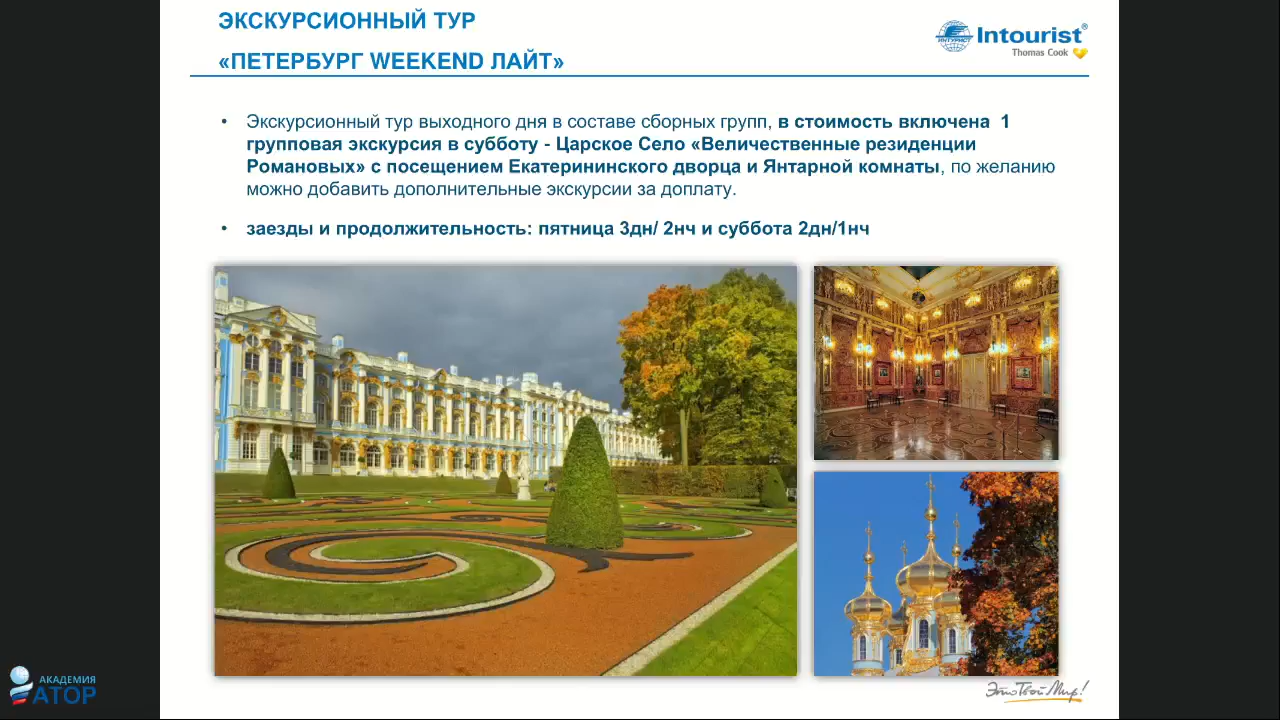 ЭКСКУРСИОННЫЙ ТУР
«ПЕТЕРБУРГ WEEKEND ЛАЙТ»
ИНТУРИСТ
Intourist®
Thomas Cook
• Экскурсионный тур выходного дня в составе сборных групп, в стоимость включена 1
групповая экскурсия в субботу - Царское Село «Величественные резиденции
Романовых» с посещением Екатерининского дворца и Янтарной комнаты, по желанию
можно добавить дополнительные экскурсии за доплату.
• заезды и продолжительность: пятница 3дн/ 2нч и суббота 2дн/1нч
АКАДЕМИЯ
АТОР
Это Твой Мир!